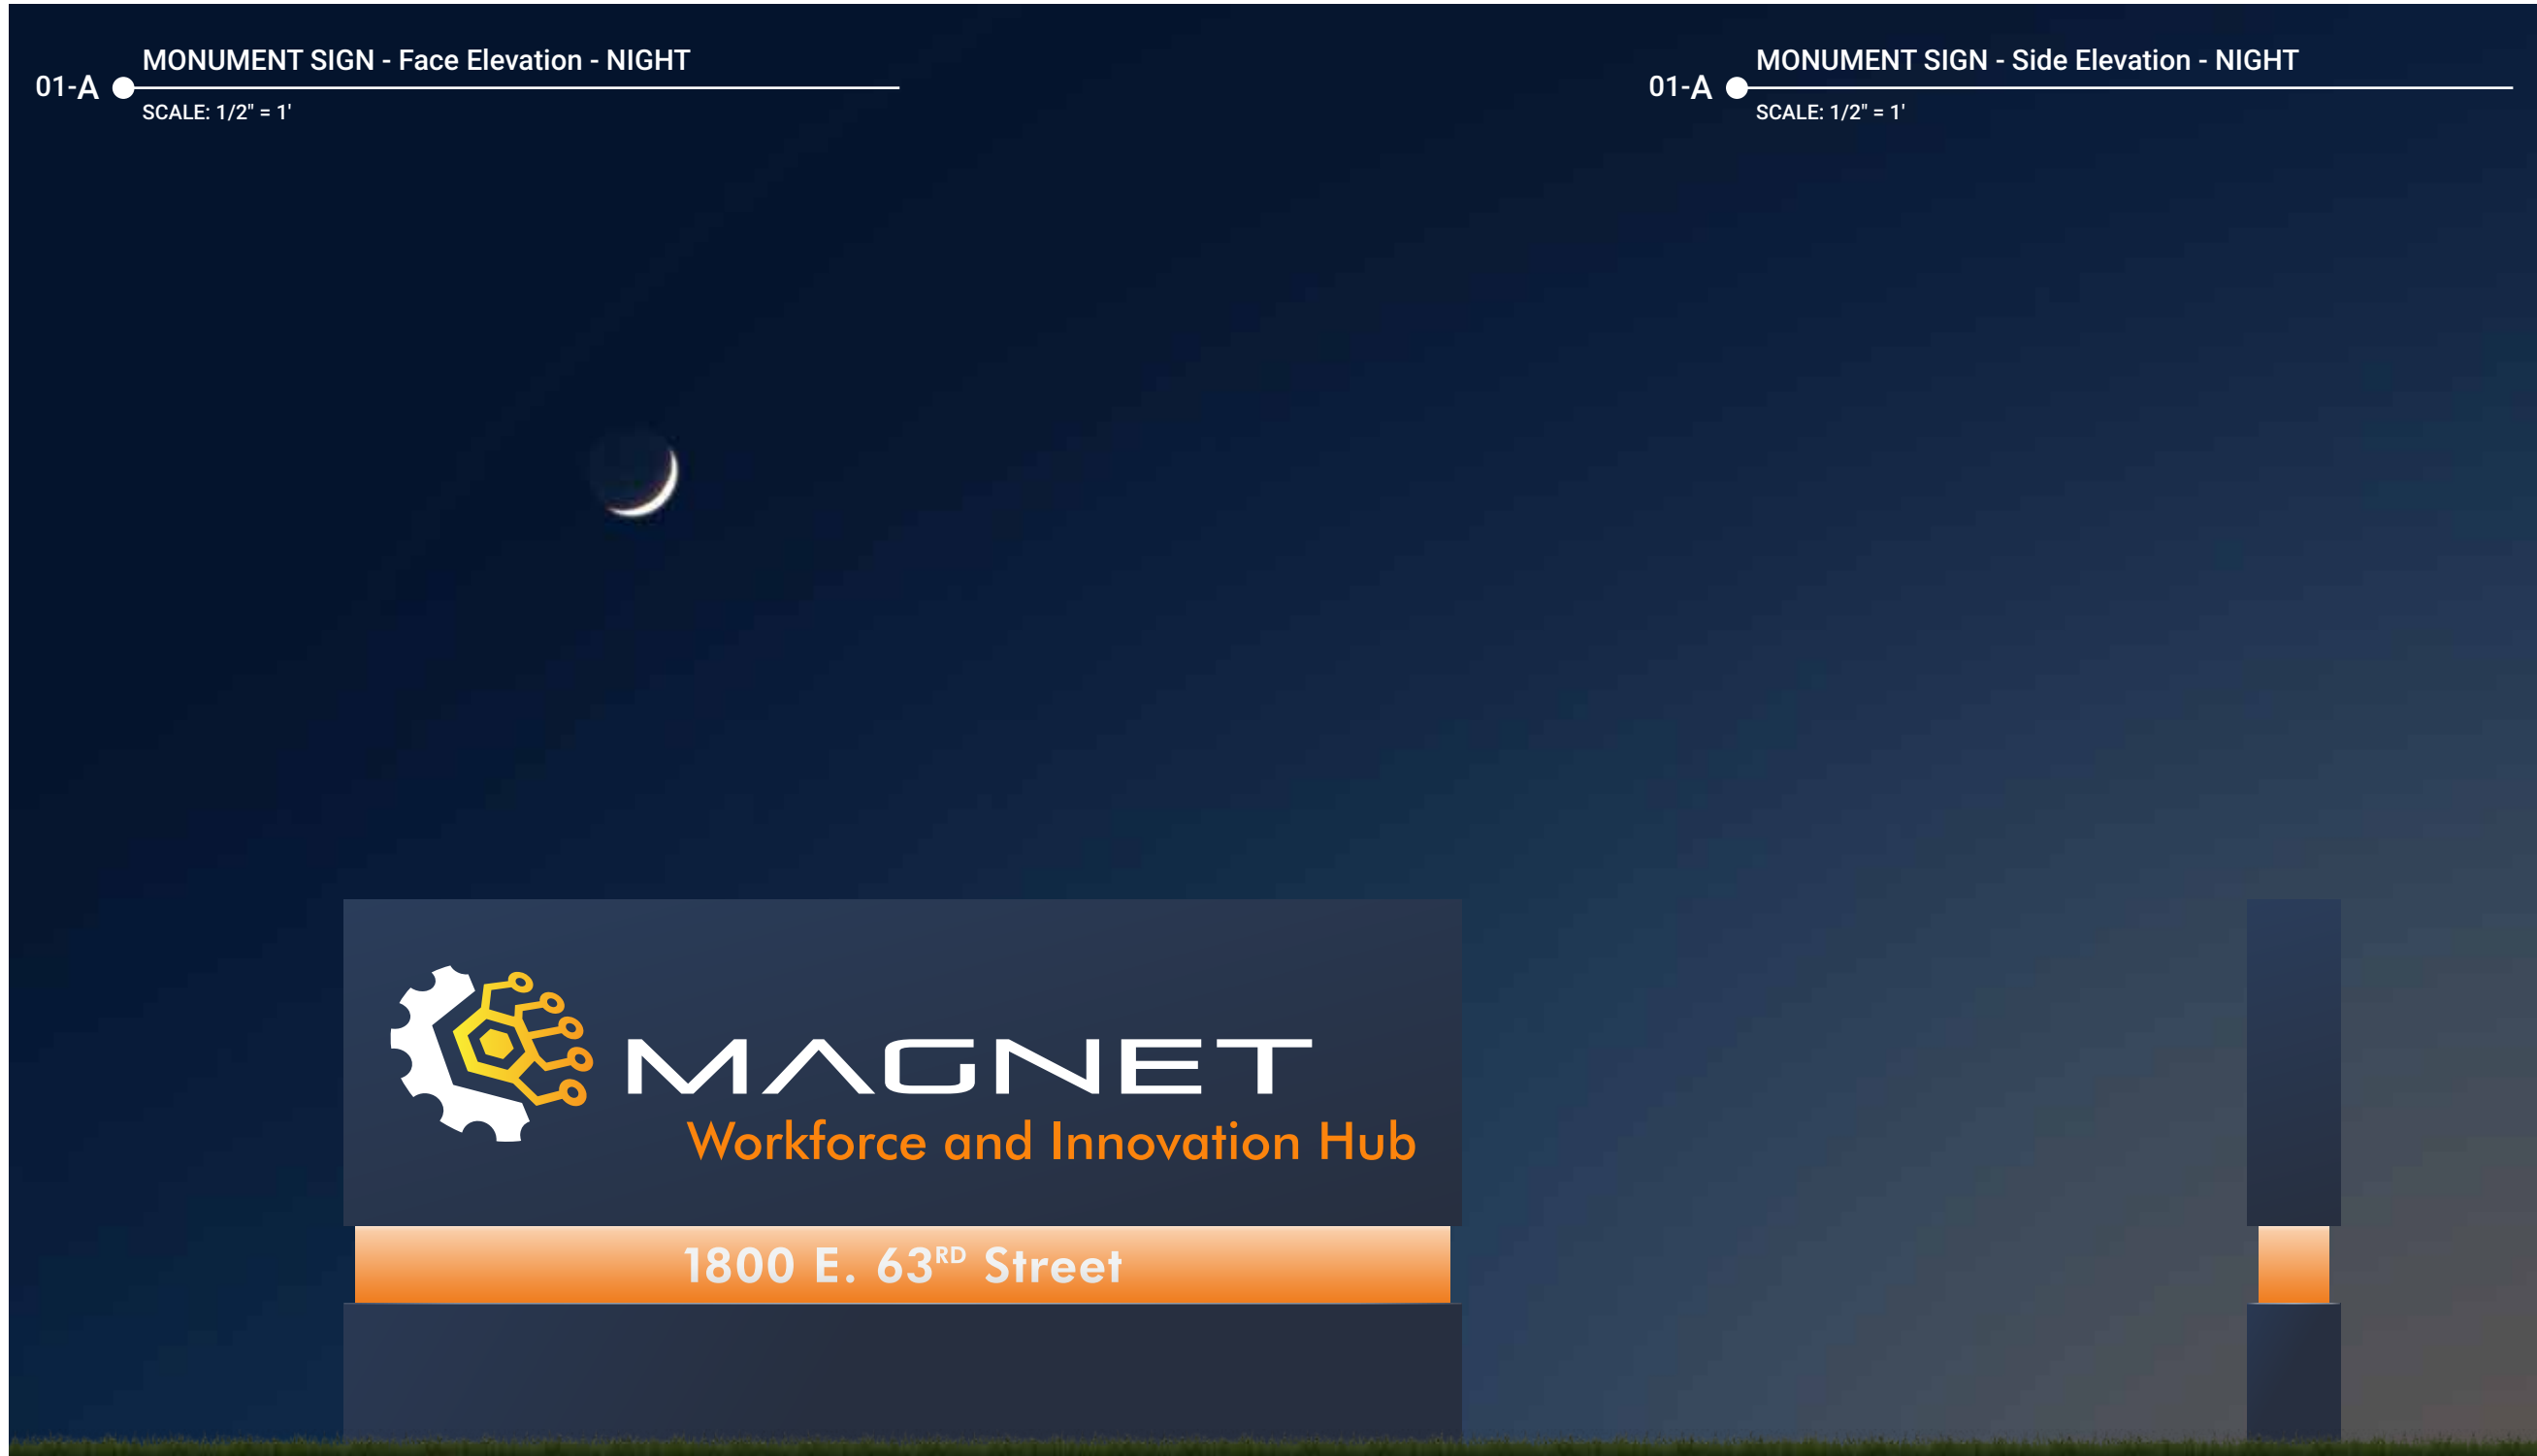 MONUMENT SIGN - Face Elevation - NIGHT
01-A
SCALE: 1/2" = 1'
MONUMENT SIGN - Side Elevation - NIGHT
01-A
SCALE: 1/2" = 1'
MAGNET
Workforce and Innovation Hub
1800 E. 63RD Street